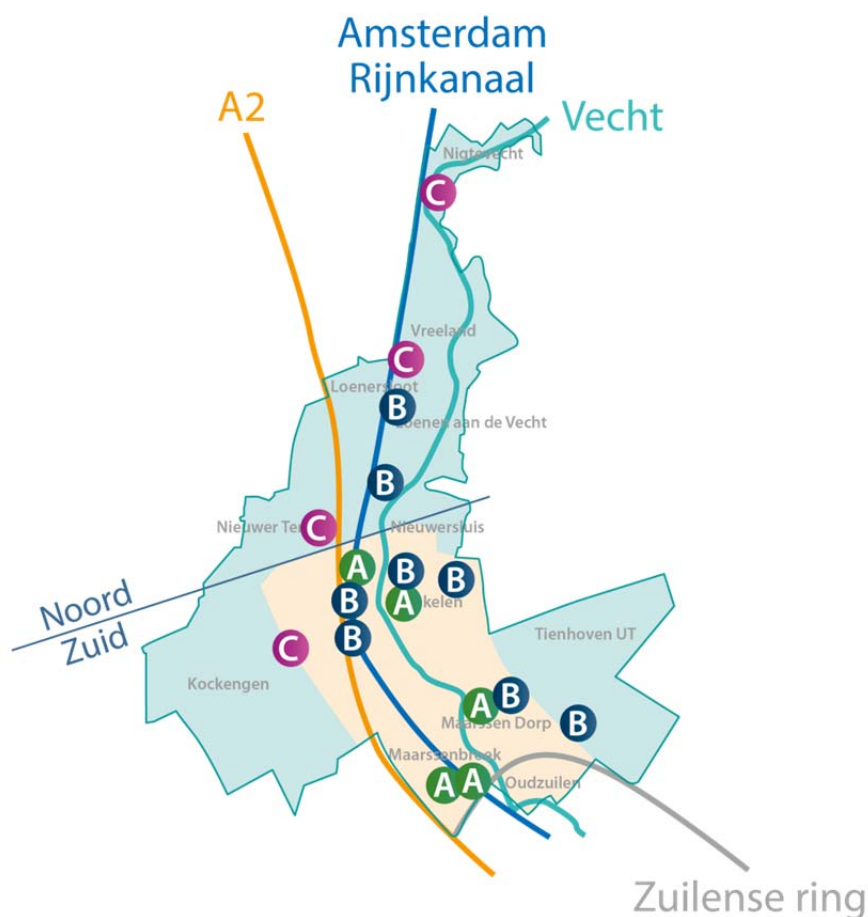 Amsterdam
Rijnkanaal
A2
Vecht
Nigtevecht
C
Vreeland
C
Loenersloot
B
Loenen aan de Vecht
B
Nieuwer Ter
C
Nieuwersluis
A
B
B
B
A
kelen
Noord
Zuid
B
C
Tienhoven UT
Kockengen
A
B
Maarssen Dorp
B
Maarssenbroek
A
A
Oudzuilen
Zuilense ring